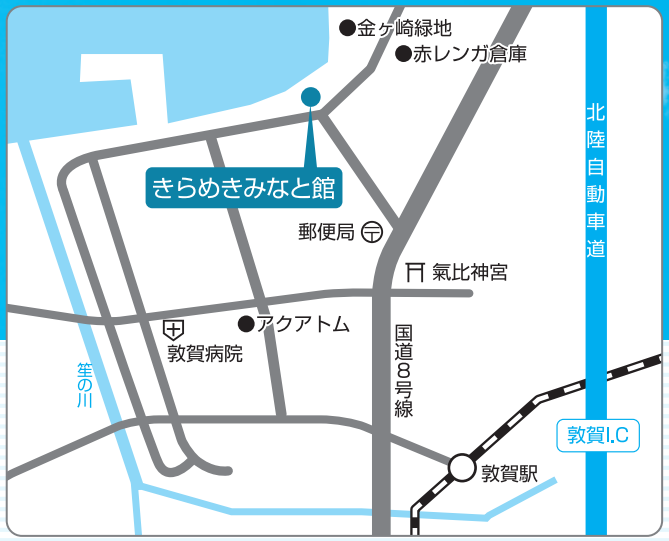 金ヶ崎緑地
赤レンガ倉庫
北陸自動車道
きらめきみなと館
郵便局
氣比神宮
アクアトム
敦賀病院
国道8号線
笙の川
敦賀I.C
敦賀駅